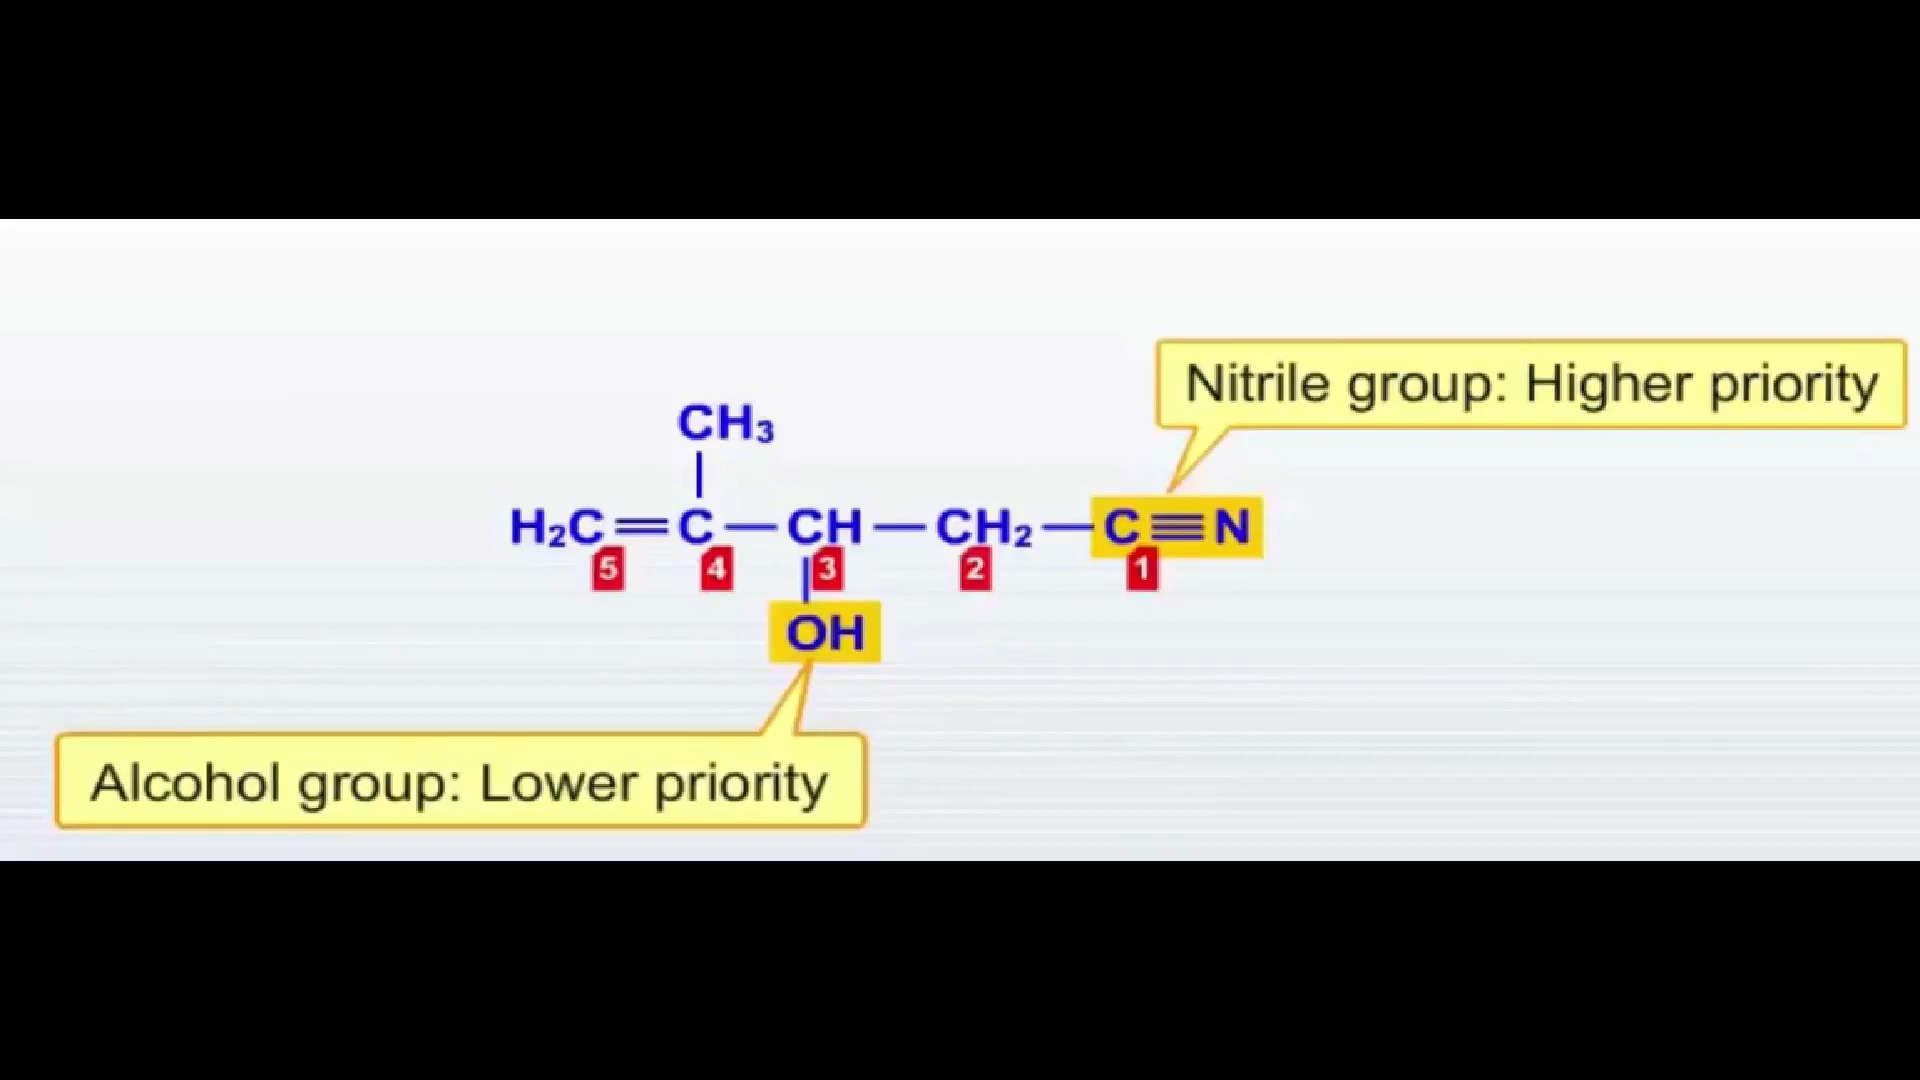 Nitrile group: Higher priority
CH₃
H₂C=C—CH—CH₂—C≡N
5 4 3 2 1
OH
Alcohol group: Lower priority